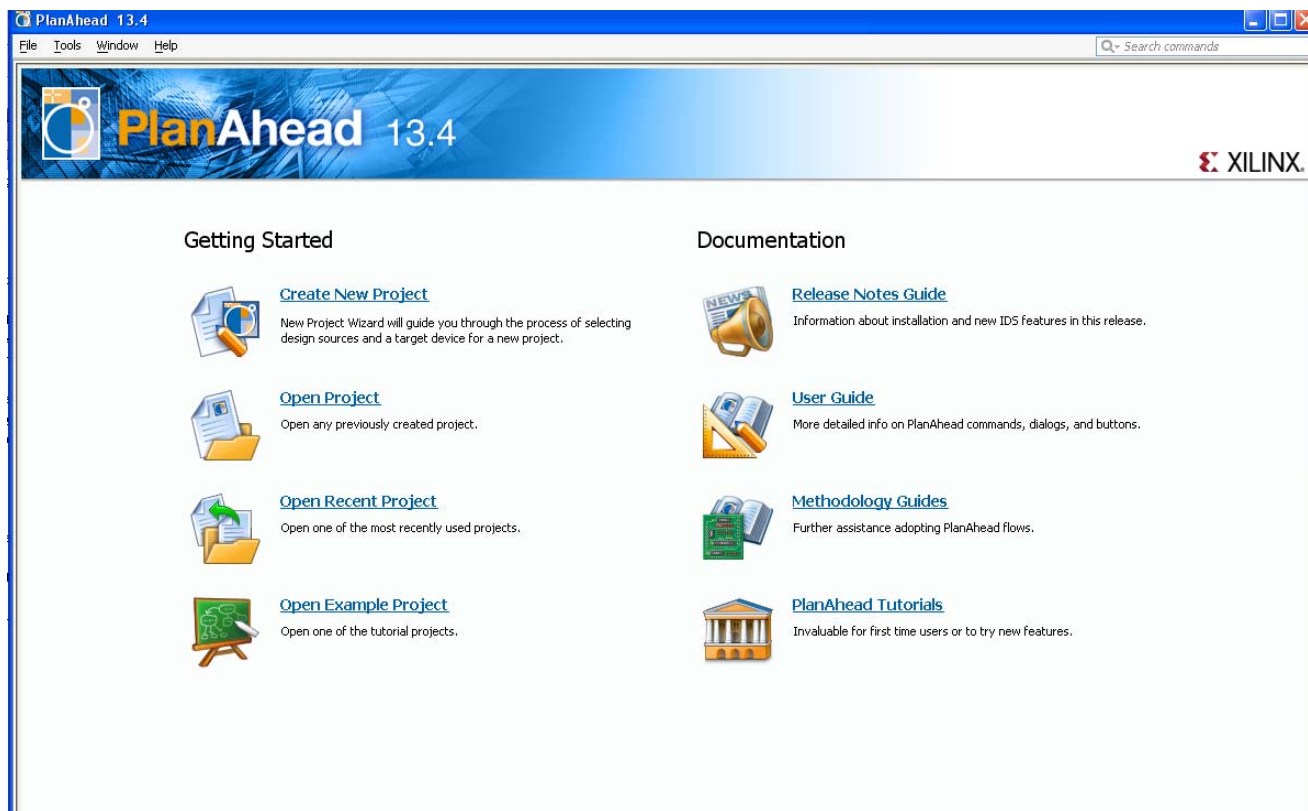 PlanAhead 13.4
File Tools Window Help
Search commands
PlanAhead 13.4
XILINX.
Getting Started
Create New Project
New Project Wizard will guide you through the process of selecting
design sources and a target device for a new project.
Open Project
Open any previously created project.
Open Recent Project
Open one of the most recently used projects.
Open Example Project
Open one of the tutorial projects.
Documentation
NEWS
Release Notes Guide
Information about installation and new IDS features in this release.
User Guide
More detailed info on PlanAhead commands, dialogs, and buttons.
Methodology Guides
Further assistance adopting PlanAhead flows.
PlanAhead Tutorials
Invaluable for first time users or to try new features.